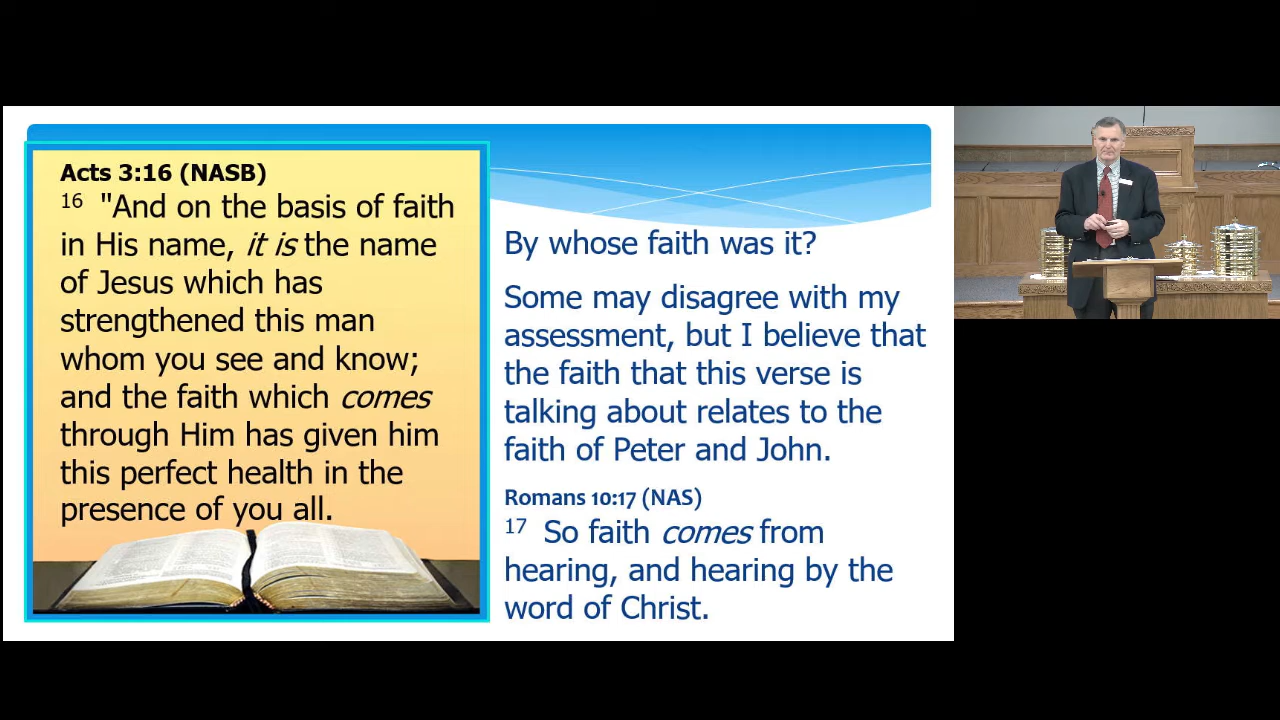 Acts 3:16 (NASB)
16 "And on the basis of faith
in His name, it is the name
of Jesus which has
strengthened this man
whom you see and know;
and the faith which comes
through Him has given him
this perfect health in the
presence of you all.
By whose faith was it?
Some may disagree with my
assessment, but I believe that
the faith that this verse is
talking about relates to the
faith of Peter and John.
Romans 10:17 (NAS)
17 So faith comes from
hearing, and hearing by the
word of Christ.